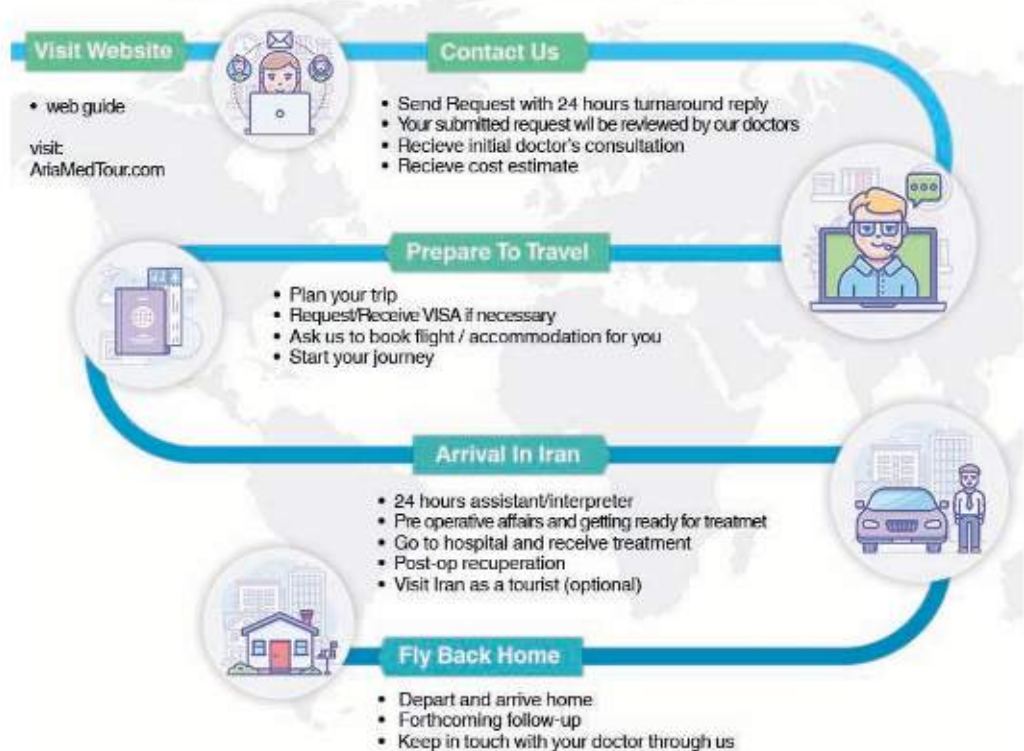 Visit Website
• web guide
visit:
AriaMedTour.com
Contact Us
• Send Request with 24 hours turnaround reply
• Your submitted request wil be reviewed by our doctors
• Recieve initial doctor's consultation
• Recieve cost estimate
Prepare To Travel
• Plan your trip
• Request/Receive VISA if necessary
• Ask us to book flight / accommodation for you
• Start your journey
Arrival In Iran
• 24 hours assistant/interpreter
• Pre operative affairs and getting ready for treatmet
• Go to hospital and receive treatment
• Post-op recuperation
• Visit Iran as a tourist (optional)
Fly Back Home
• Depart and arrive home
• Forthcoming follow-up
• Keep in touch with your doctor through us